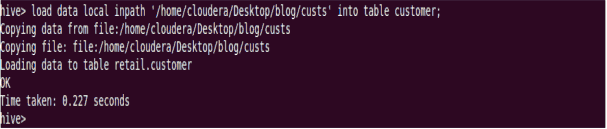 hive> load data local inpath '/home/cloudera/Desktop/blog/custs' into table customer;
Copying data from file:/home/cloudera/Desktop/blog/custs
Copying file: file:/home/cloudera/Desktop/blog/custs
Loading data to table retail.customer
OK
Time taken: 0.227 seconds
hive>